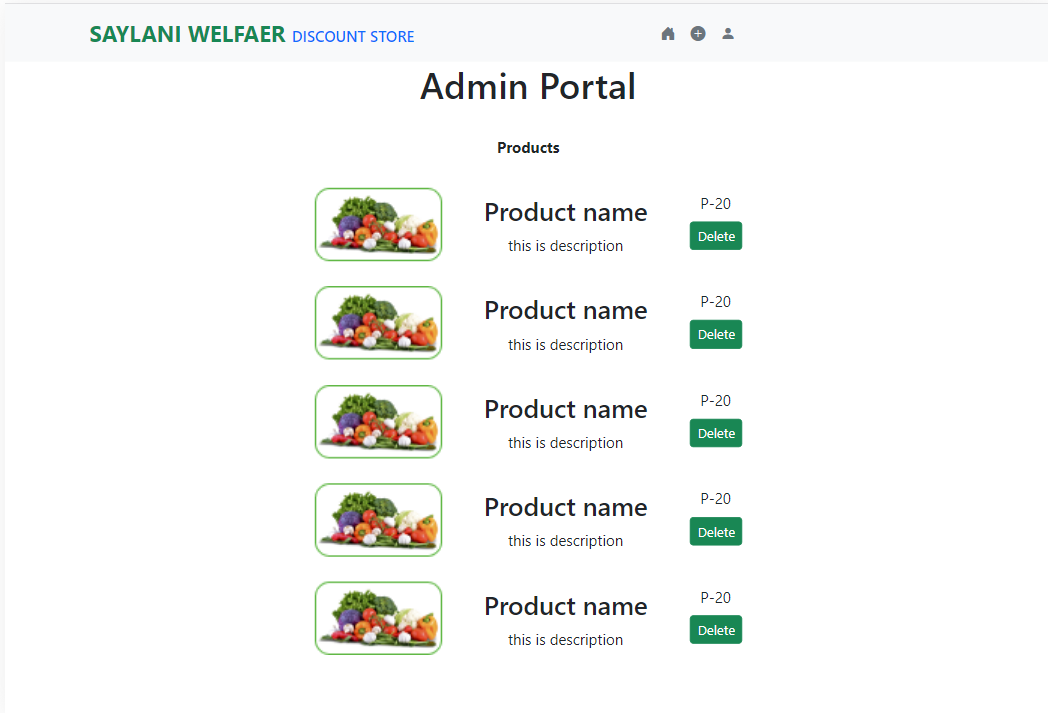 SAYLANI WELFAER DISCOUNT STORE
Admin Portal
Products
Product name
this is description
P-20
Delete
Product name
this is description
P-20
Delete
Product name
this is description
P-20
Delete
Product name
this is description
P-20
Delete
Product name
this is description
P-20
Delete